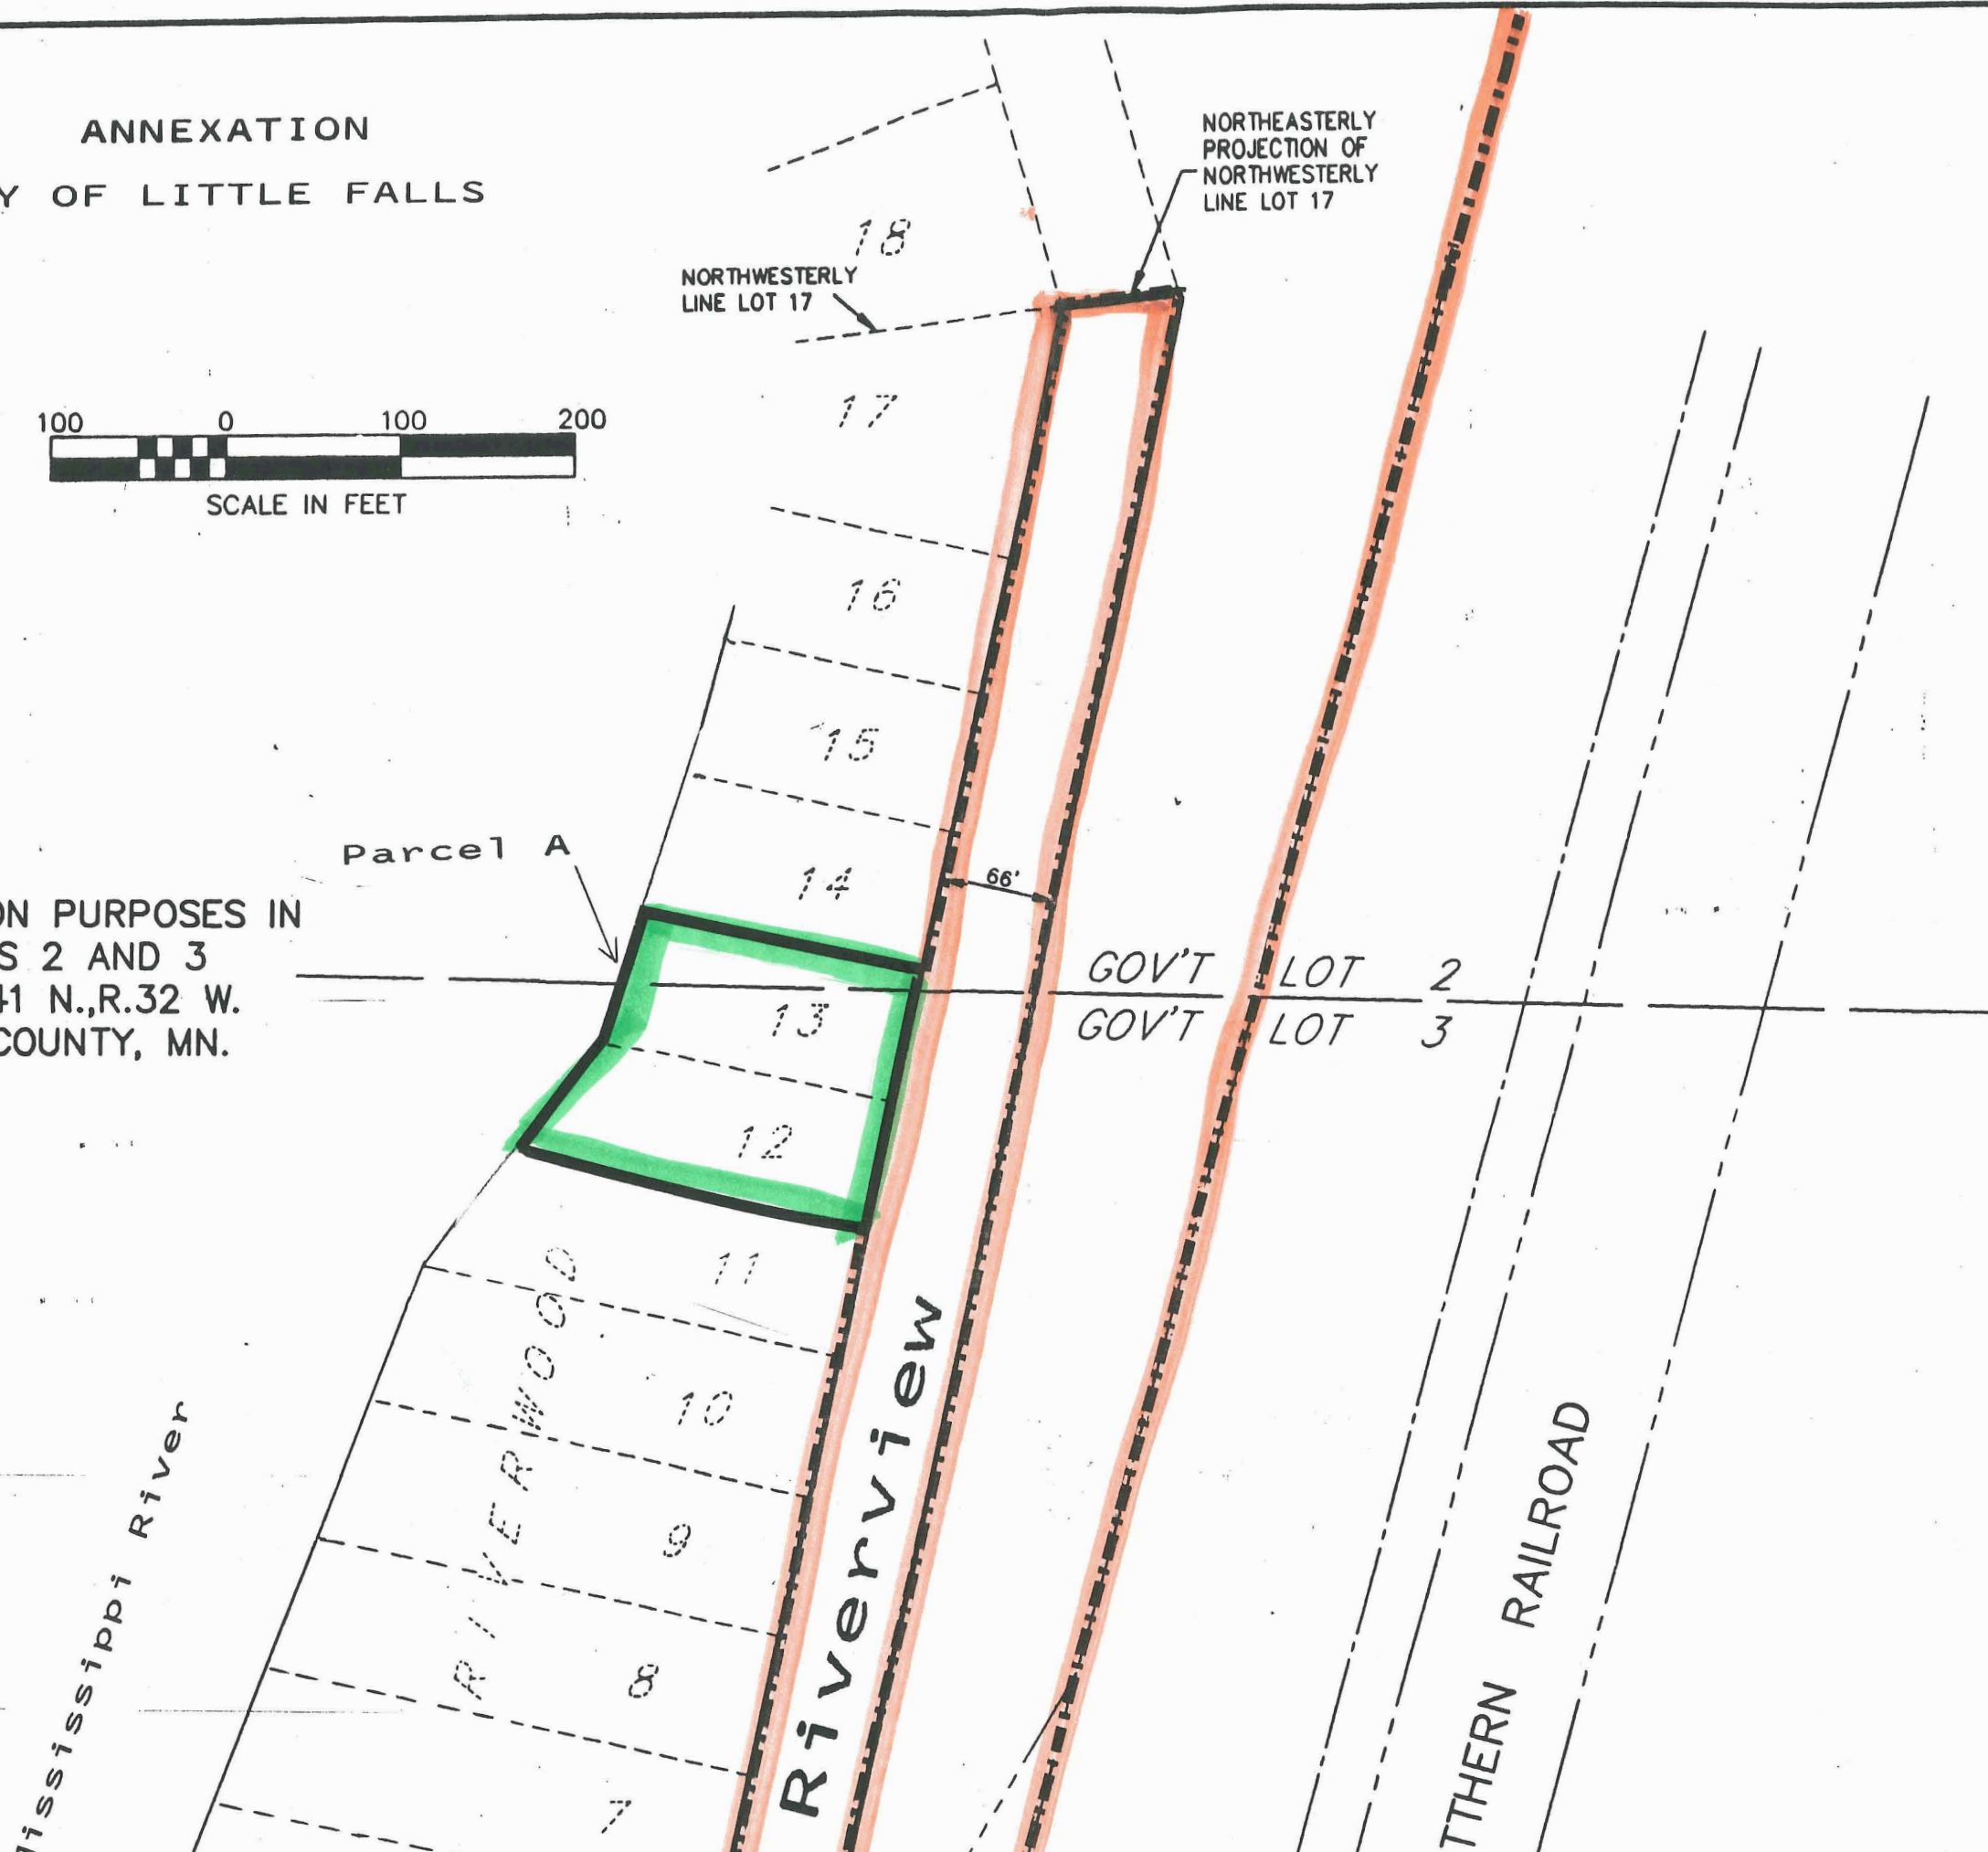 ANNEXATION
Y OF LITTLE FALLS
NORTHEASTERLY
PROJECTION OF
NORTHWESTERLY
LINE LOT 17
18
NORTHWESTERLY
LINE LOT 17
100 0 100 200
SCALE IN FEET
17
16
15
Parcel A
14
66'
ON PURPOSES IN
S 2 AND 3
41 N.,R.32 W.
COUNTY, MN.
GOV'T LOT 2
GOV'T LOT 3
13
12
11
10
9
8
7
RIVERWOOD
Riverview
ississippi River
THERN RAILROAD